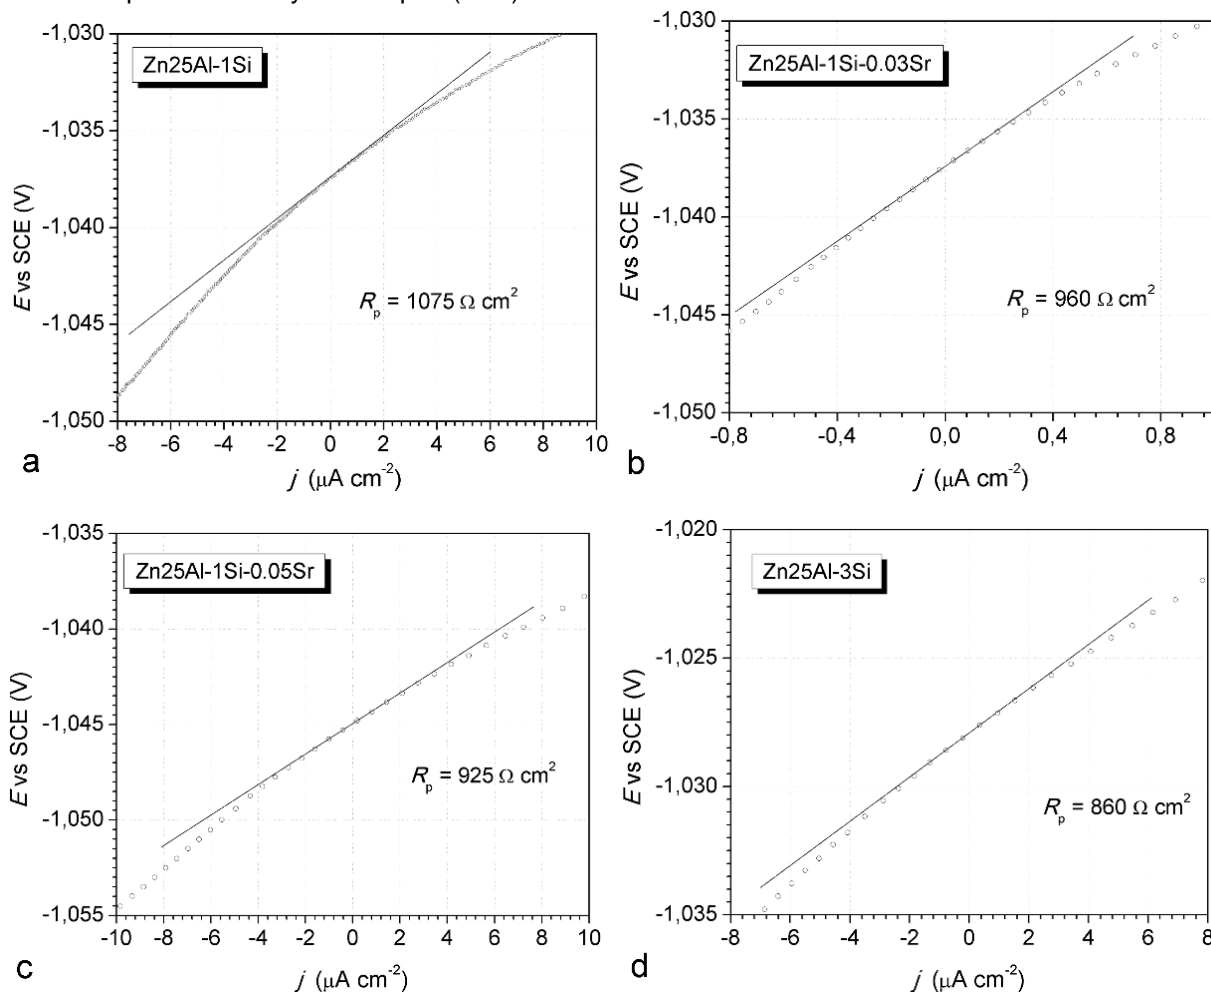 -1,030
-1,035
-1,040
-1,045
-1,050
E vs SCE (V)
Zn25Al-1Si
Rp = 1075 Ω cm2
-8 -6 -4 -2 0 2 4 6 8 10
a
j (μA cm-2)
-1,030
-1,035
-1,040
-1,045
-1,050
E vs SCE (V)
Zn25Al-1Si-0.03Sr
Rp = 960 Ω cm2
-0,8 -0,4 0,0 0,4 0,8
b
j (μA cm-2)
-1,035
-1,040
-1,045
-1,050
-1,055
E vs SCE (V)
Zn25Al-1Si-0.05Sr
Rp = 925 Ω cm2
-10 -8 -6 -4 -2 0 2 4 6 8 10
c
j (μA cm-2)
-1,020
-1,025
-1,030
-1,035
E vs SCE (V)
Zn25Al-3Si
Rp = 860 Ω cm2
-8 -6 -4 -2 0 2 4 6 8
d
j (μA cm-2)